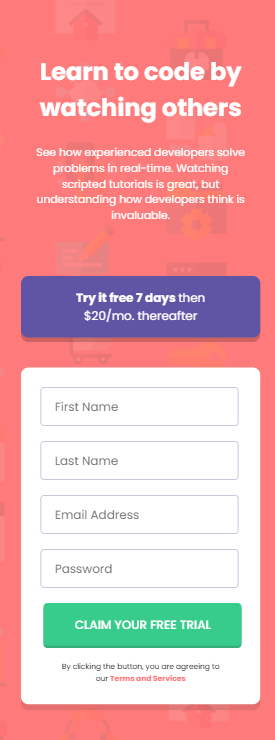 Learn to code by
watching others
See how experienced developers solve
problems in real-time. Watching
scripted tutorials is great, but
understanding how developers think is
invaluable.
Try it free 7 days then
$20/mo. thereafter
First Name
Last Name
Email Address
Password
CLAIM YOUR FREE TRIAL
By clicking the button, you are agreeing to
our Terms and Services